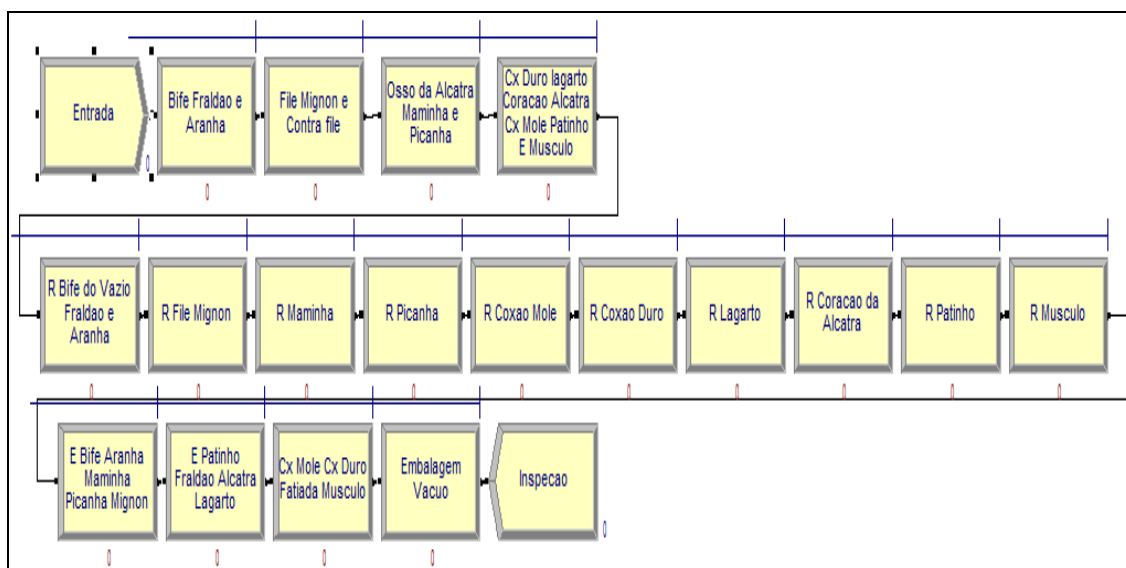 Entrada
Bife Fraldao e
Aranha
File Mignon e
Contra file
Osso da Alcatra
Maminha e
Picanha
Cx Duro lagarto
Coracao Alcatra
Cx Mole Patinho
E Musculo
0
0
0
0
0
R Bife do Vazio
Fraldao e
Aranha
R File Mignon
R Maminha
R Picanha
R Coxao Mole
R Coxao Duro
R Lagarto
R Coracao da
Alcatra
R Patinho
R Musculo
0
0
0
0
0
0
0
0
0
0
E Bife Aranha
Maminha
Picanha Mignon
E Patinho
Fraldao Alcatra
Lagarto
Cx Mole Cx Duro
Fatiada Musculo
Embalagem
Vacuo
Inspecao
0
0
0
0
0